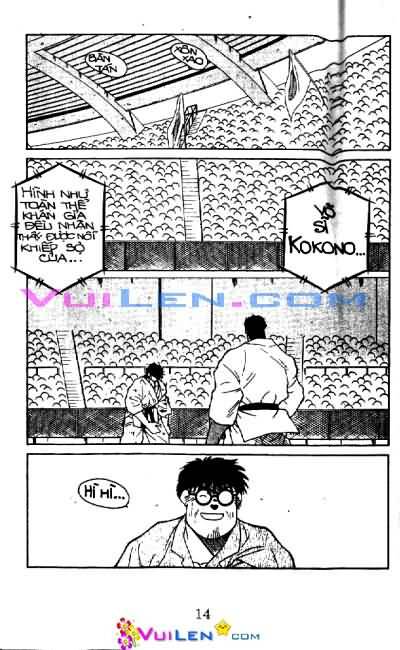 BÀN
TÁN
XÔN
XAO
HÌNH NHƯ
TOÀN THỂ
KHÁN GIẢ
ĐỀU NHẬN
THẤY ĐƯỢC NỖI
KHIẾP SỢ
CỦA...
VÕ
SĨ
KOKONO...
VUILEN.COM
HÌ HÌ...
14
VUILEN.COM